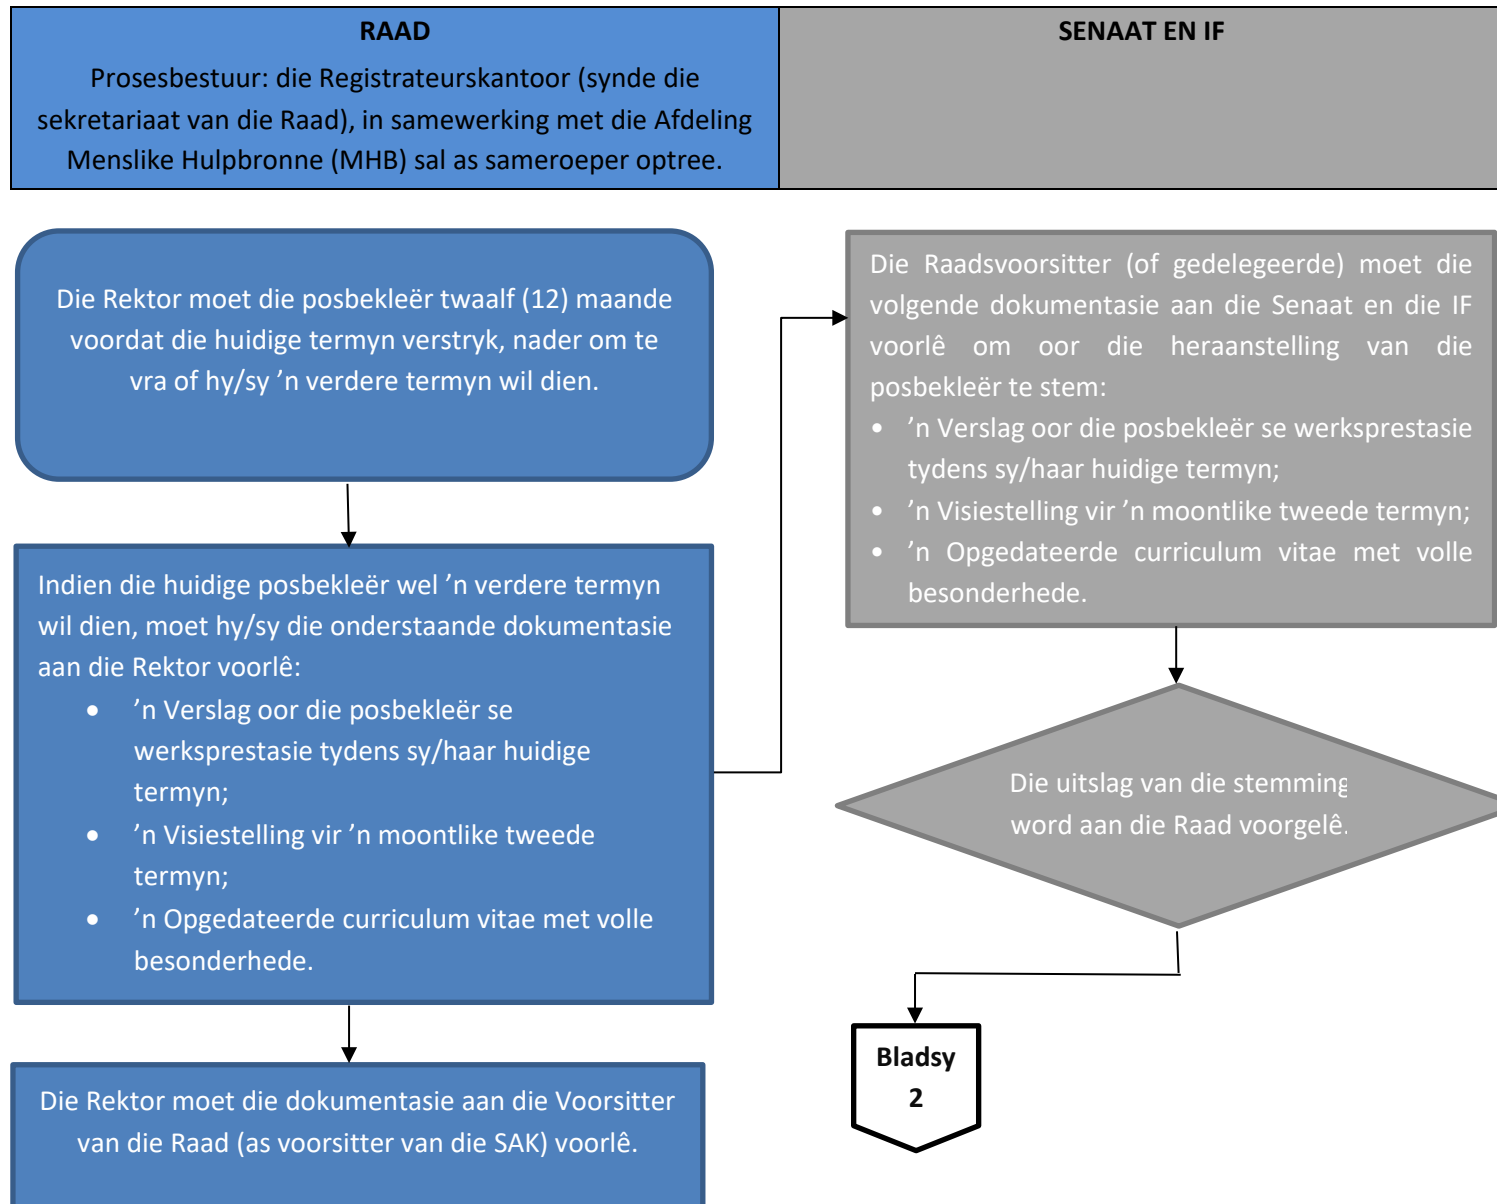 RAAD
Prosesbestuur: die Registrateurskantoor (synde die
sekretariaat van die Raad), in samewerking met die Afdeling
Menslike Hulpbronne (MHB) sal as sameroeper optree.
SENAAT EN IF
Die Rektor moet die posbekleër twaalf (12) maande
voordat die huidige termyn verstryk, nader om te
vra of hy/sy ’n verdere termyn wil dien.
Indien die huidige posbekleër wel ’n verdere termyn
wil dien, moet hy/sy die onderstaande dokumentasie
aan die Rektor voorlê:
• ’n Verslag oor die posbekleër se
werksprestasie tydens sy/haar huidige
termyn;
• ’n Visiestelling vir ’n moontlike tweede
termyn;
• ’n Opgedateerde curriculum vitae met volle
besonderhede.
Die Rektor moet die dokumentasie aan die Voorsitter
van die Raad (as voorsitter van die SAK) voorlê.
Die Raadsvoorsitter (of gedelegeerde) moet die
volgende dokumentasie aan die Senaat en die IF
voorlê om oor die heraanstelling van die
posbekleër te stem:
• ’n Verslag oor die posbekleër se werksprestasie
tydens sy/haar huidige termyn;
• ’n Visiestelling vir ’n moontlike tweede termyn;
• ’n Opgedateerde curriculum vitae met volle
besonderhede.
Die uitslag van die stemming
word aan die Raad voorgelê.
Bladsy
2